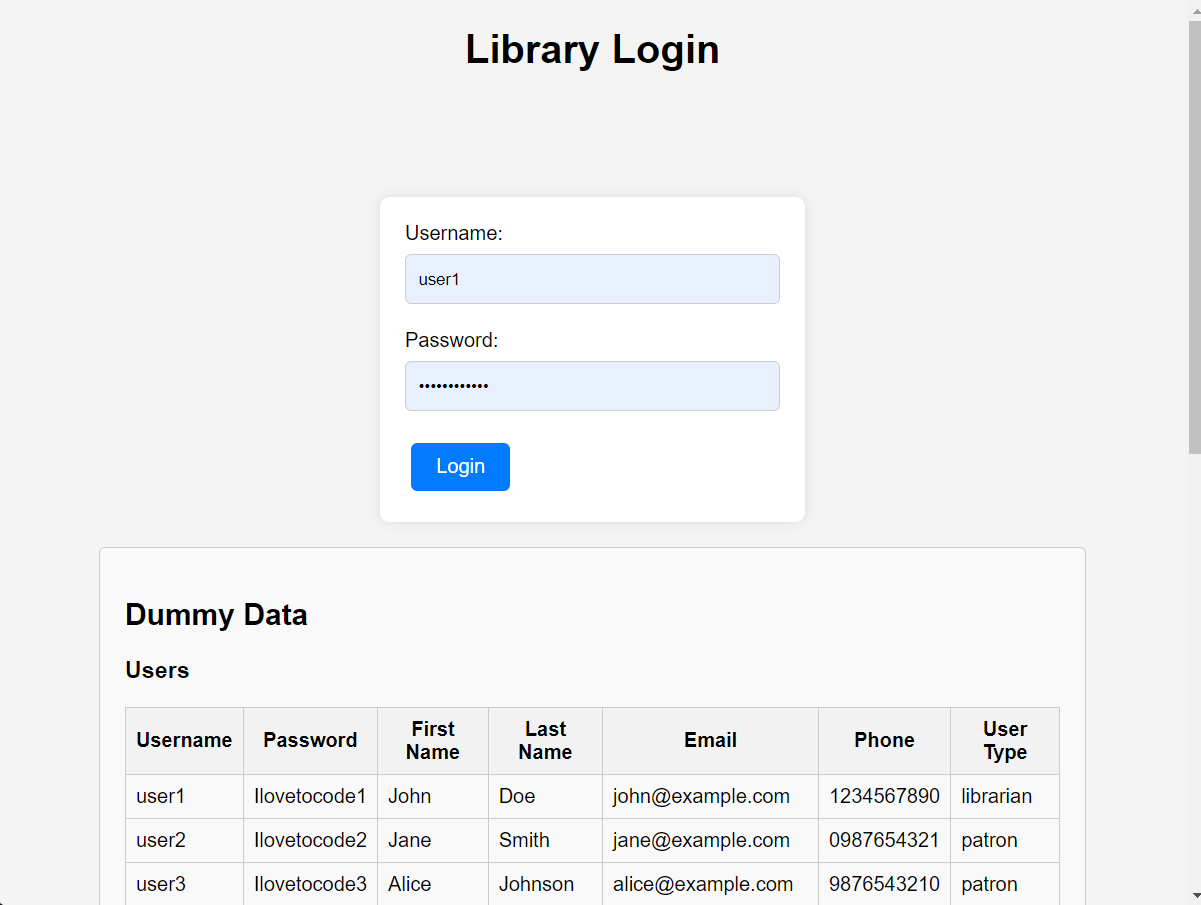 Library Login
Username:
user1
Password:
••••••••••••
Login
Dummy Data
Users
Username Password First Name Last Name Email Phone User Type
user1 Ilovetocode1 John Doe john@example.com 1234567890 librarian
user2 Ilovetocode2 Jane Smith jane@example.com 0987654321 patron
user3 Ilovetocode3 Alice Johnson alice@example.com 9876543210 patron